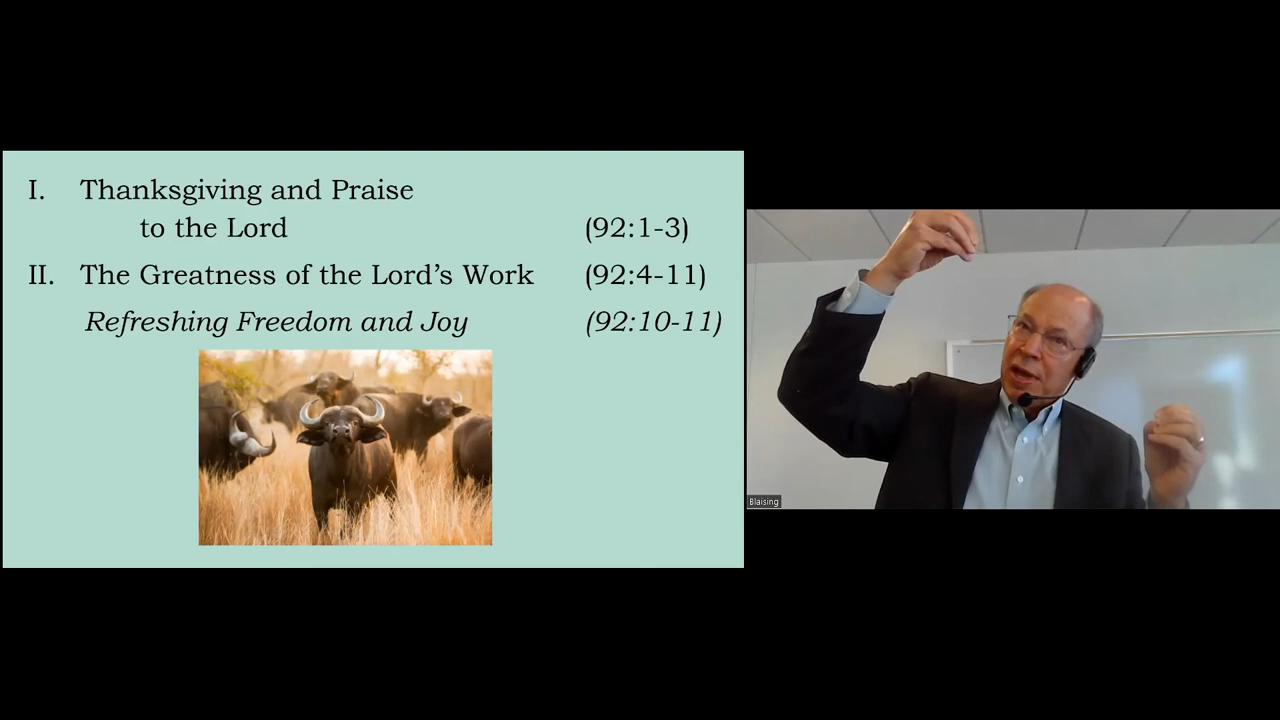 I. Thanksgiving and Praise
to the Lord (92:1-3)
II. The Greatness of the Lord’s Work (92:4-11)
Refreshing Freedom and Joy (92:10-11)
Blaising